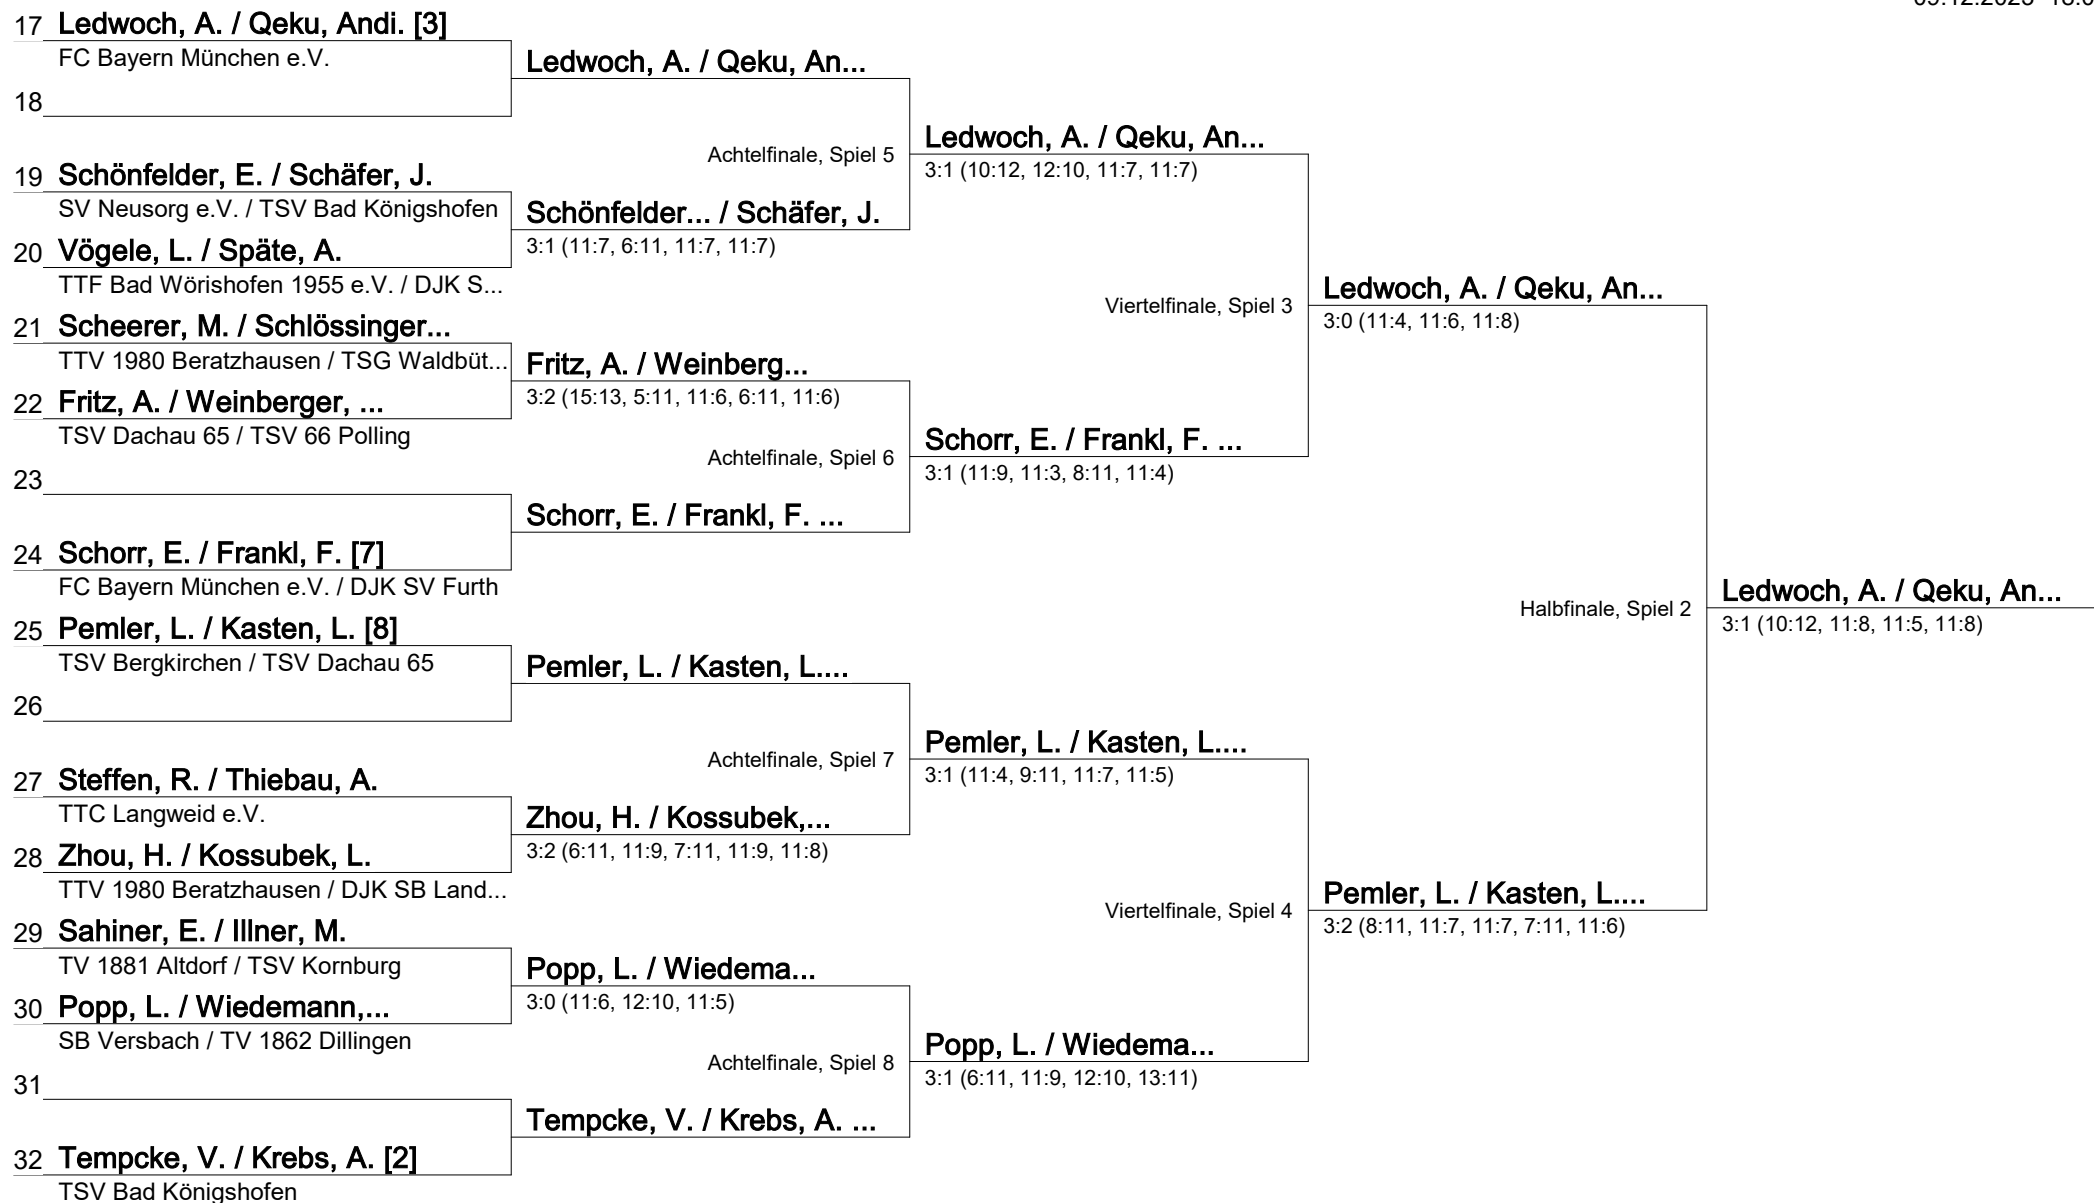 09.12.2023
17 Ledwoch, A. / Qeku, Andi. [3]
FC Bayern München e.V.
Ledwoch, A. / Qeku, An...
18
Ledwoch, A. / Qeku, An...
Achtelfinale, Spiel 5
3:1 (10:12, 12:10, 11:7, 11:7)
19 Schönfelder, E. / Schäfer, J.
SV Neusorg e.V. / TSV Bad Königshofen
Schönfelder... / Schäfer, J.
3:1 (11:7, 6:11, 11:7, 11:7)
20 Vögele, L. / Späte, A.
TTF Bad Wörishofen 1955 e.V. / DJK S...
Ledwoch, A. / Qeku, An...
Viertelfinale, Spiel 3
3:0 (11:4, 11:6, 11:8)
21 Scheerer, M. / Schlössinger...
TTV 1980 Beratzhausen / TSG Waldbüt...
Fritz, A. / Weinberg...
3:2 (15:13, 5:11, 11:6, 6:11, 11:6)
22 Fritz, A. / Weinberger, ...
TSV Dachau 65 / TSV 66 Polling
Schorr, E. / Frankl, F. ...
Achtelfinale, Spiel 6
3:1 (11:9, 11:3, 8:11, 11:4)
23
Schorr, E. / Frankl, F. ...
24 Schorr, E. / Frankl, F. [7]
FC Bayern München e.V. / DJK SV Furth
Ledwoch, A. / Qeku, An...
Halbfinale, Spiel 2
3:1 (10:12, 11:8, 11:5, 11:8)
25 Pemler, L. / Kasten, L. [8]
TSV Bergkirchen / TSV Dachau 65
Pemler, L. / Kasten, L....
26
Pemler, L. / Kasten, L....
Achtelfinale, Spiel 7
3:1 (11:4, 9:11, 11:7, 11:5)
27 Steffen, R. / Thiebau, A.
TTC Langweid e.V.
Zhou, H. / Kossubek,...
3:2 (6:11, 11:9, 7:11, 11:9, 11:8)
28 Zhou, H. / Kossubek, L.
TTV 1980 Beratzhausen / DJK SB Land...
Pemler, L. / Kasten, L....
Viertelfinale, Spiel 4
3:2 (8:11, 11:7, 11:7, 7:11, 11:6)
29 Sahiner, E. / Illner, M.
TV 1881 Altdorf / TSV Kornburg
Popp, L. / Wiedema...
3:0 (11:6, 12:10, 11:5)
30 Popp, L. / Wiedemann,...
SB Versbach / TV 1862 Dillingen
Popp, L. / Wiedema...
Achtelfinale, Spiel 8
3:1 (6:11, 11:9, 12:10, 13:11)
31
Tempcke, V. / Krebs, A. ...
32 Tempcke, V. / Krebs, A. [2]
TSV Bad Königshofen